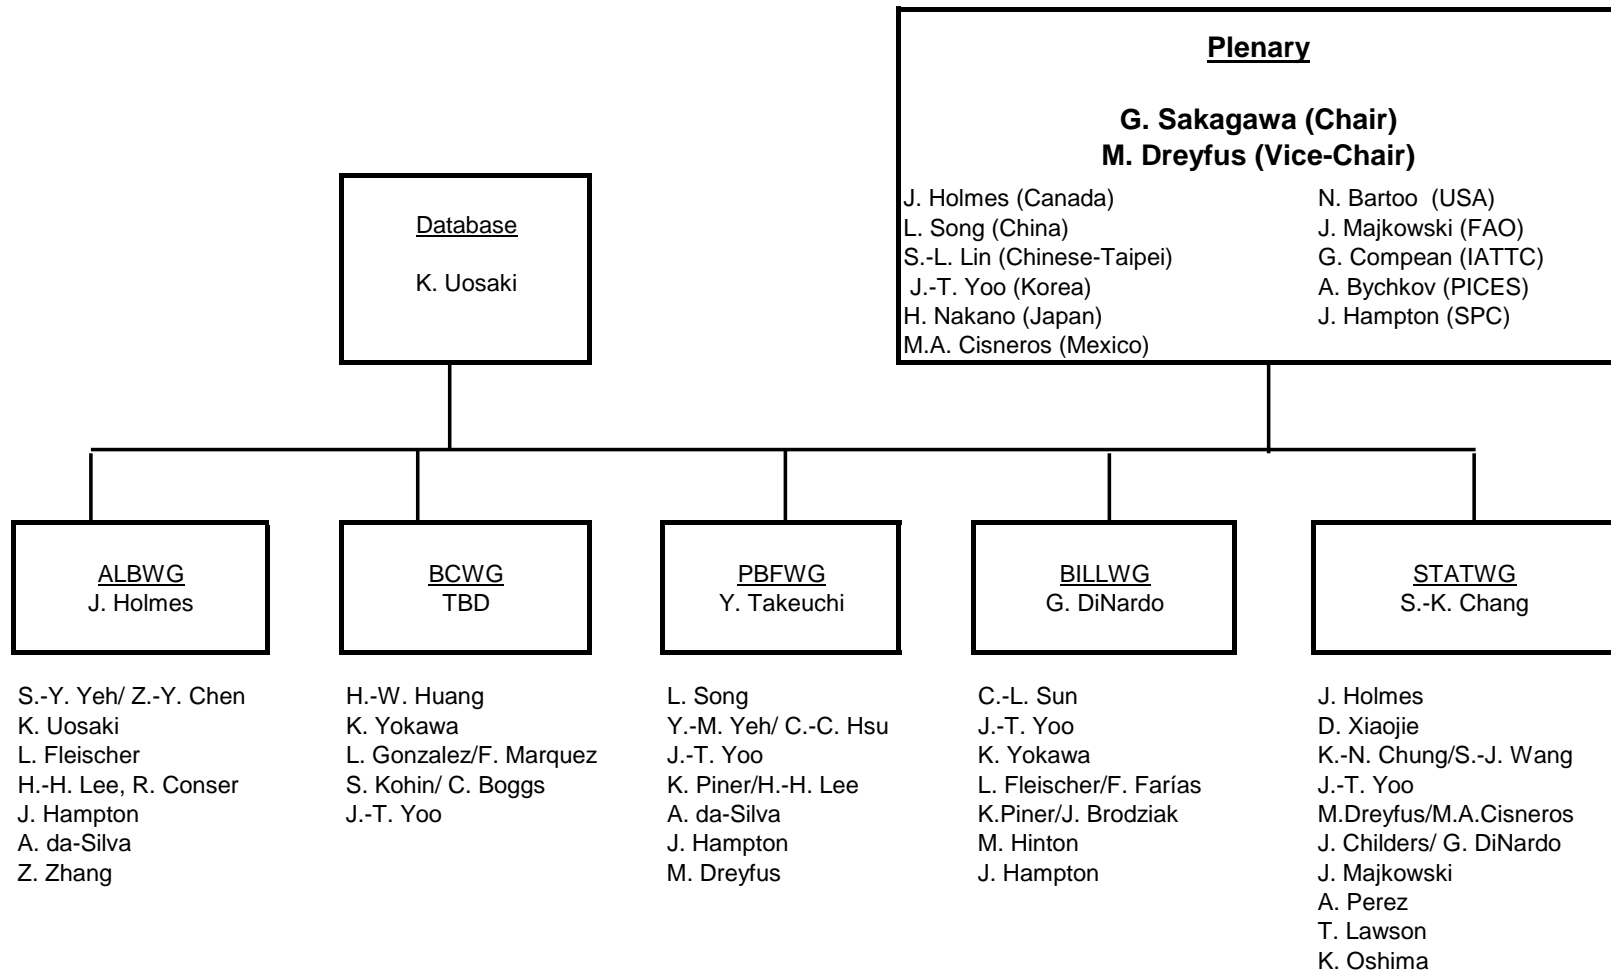 Plenary
G. Sakagawa (Chair)
M. Dreyfus (Vice-Chair)
J. Holmes (Canada)
L. Song (China)
S.-L. Lin (Chinese-Taipei)
J.-T. Yoo (Korea)
H. Nakano (Japan)
M.A. Cisneros (Mexico)
N. Bartoo (USA)
J. Majkowski (FAO)
G. Compean (IATTC)
A. Bychkov (PICES)
J. Hampton (SPC)
Database
K. Uosaki
ALBWG
J. Holmes
S.-Y. Yeh/ Z.-Y. Chen
K. Uosaki
L. Fleischer
H.-H. Lee, R. Conser
J. Hampton
A. da-Silva
Z. Zhang
BCWG
TBD
H.-W. Huang
K. Yokawa
L. Gonzalez/F. Marquez
S. Kohin/ C. Boggs
J.-T. Yoo
PBFWG
Y. Takeuchi
L. Song
Y.-M. Yeh/ C.-C. Hsu
J.-T. Yoo
K. Piner/H.-H. Lee
A. da-Silva
J. Hampton
M. Dreyfus
BILLWG
G. DiNardo
C.-L. Sun
J.-T. Yoo
K. Yokawa
L. Fleischer/F. Farías
K.Piner/J. Brodziak
M. Hinton
J. Hampton
STATWG
S.-K. Chang
J. Holmes
D. Xiaojie
K.-N. Chung/S.-J. Wang
J.-T. Yoo
M.Dreyfus/M.A.Cisneros
J. Childers/ G. DiNardo
J. Majkowski
A. Perez
T. Lawson
K. Oshima